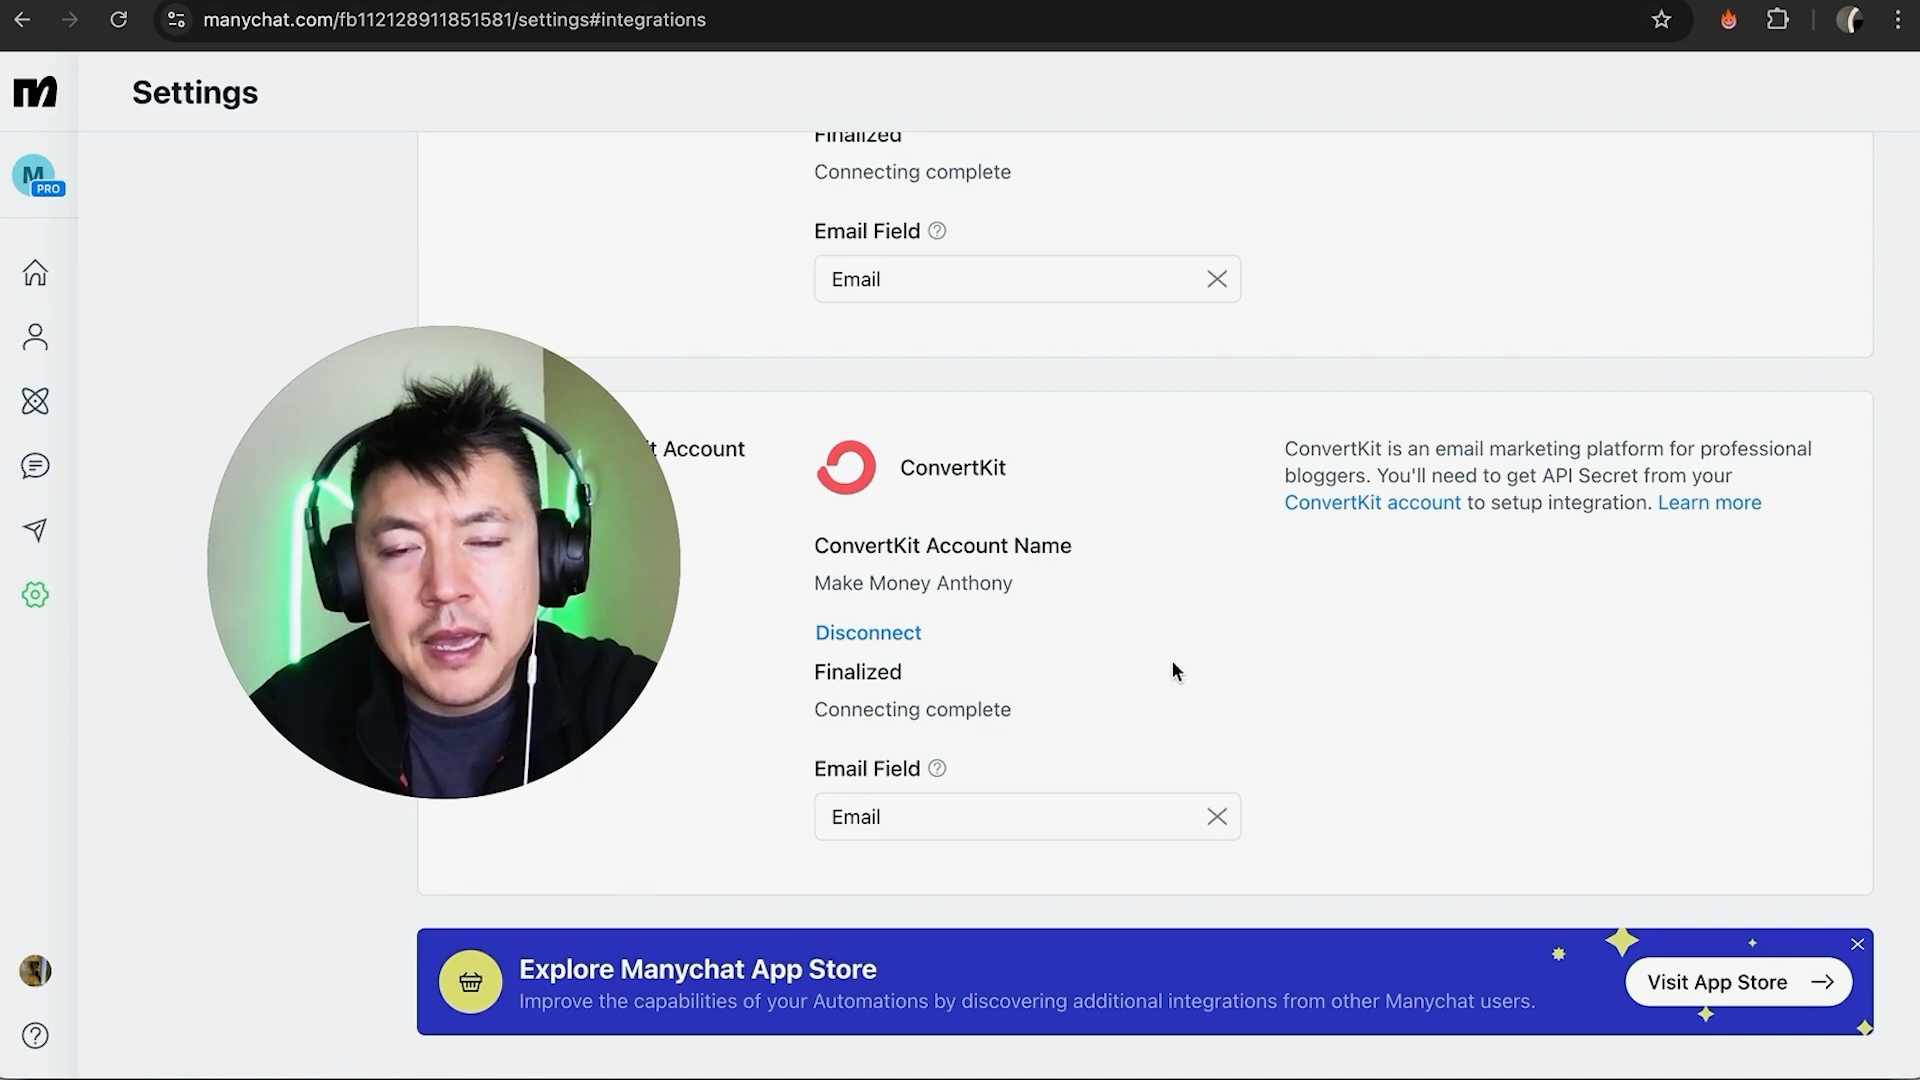 manychat.com/fb112128911851581/settings#integrations
Settings
M
PRO
Finalized
Connecting complete
Email Field
Email
t Account
ConvertKit
ConvertKit Account Name
Make Money Anthony
Disconnect
Finalized
Connecting complete
Email Field
Email
ConvertKit is an email marketing platform for professional
bloggers. You'll need to get API Secret from your
ConvertKit account to setup integration. Learn more
Explore Manychat App Store
Improve the capabilities of your Automations by discovering additional integrations from other Manychat users.
Visit App Store